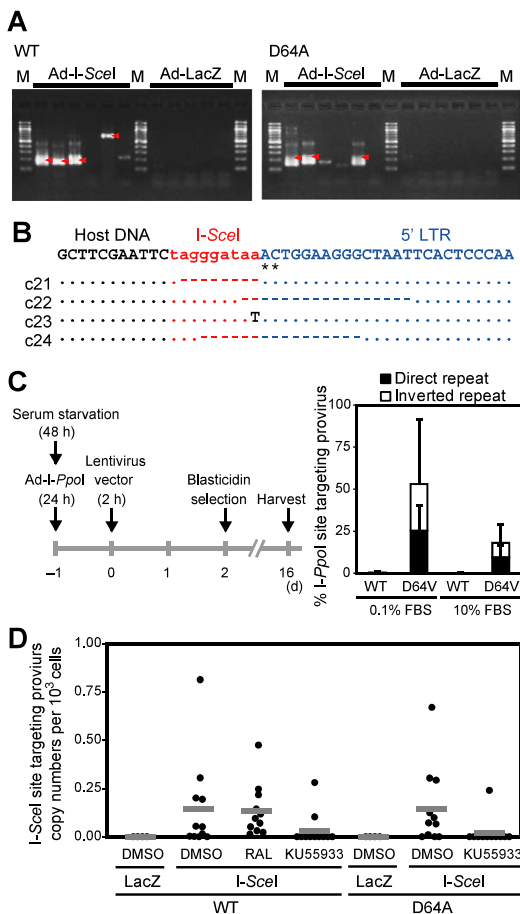 A
WT
D64A
M Ad-I-SceI M Ad-LacZ M
M Ad-I-SceI M Ad-LacZ M
B
Host DNA I-SceI 5' LTR
GCTTCGAATTCtagggataaACTGGAAGGGCTAATTCACTCCCAA
**
c21
c22
c23 T
c24
C
Serum starvation
(48 h)
Ad-I-PpoI
(24 h)
Lentivirus
vector
(2 h)
Blasticidin
selection
Harvest
–1 0 1 2 16
(d)
Direct repeat
Inverted repeat
% I-PpoI site targeting provirus
100
75
50
25
0
WT D64V WT D64V
0.1% FBS 10% FBS
D
I-SceI site targeting proviurs
copy numbers per 10³ cells
1.00
0.75
0.50
0.25
0.00
DMSO DMSO RAL KU55933 DMSO DMSO KU55933
LacZ I-SceI LacZ I-SceI
WT D64A